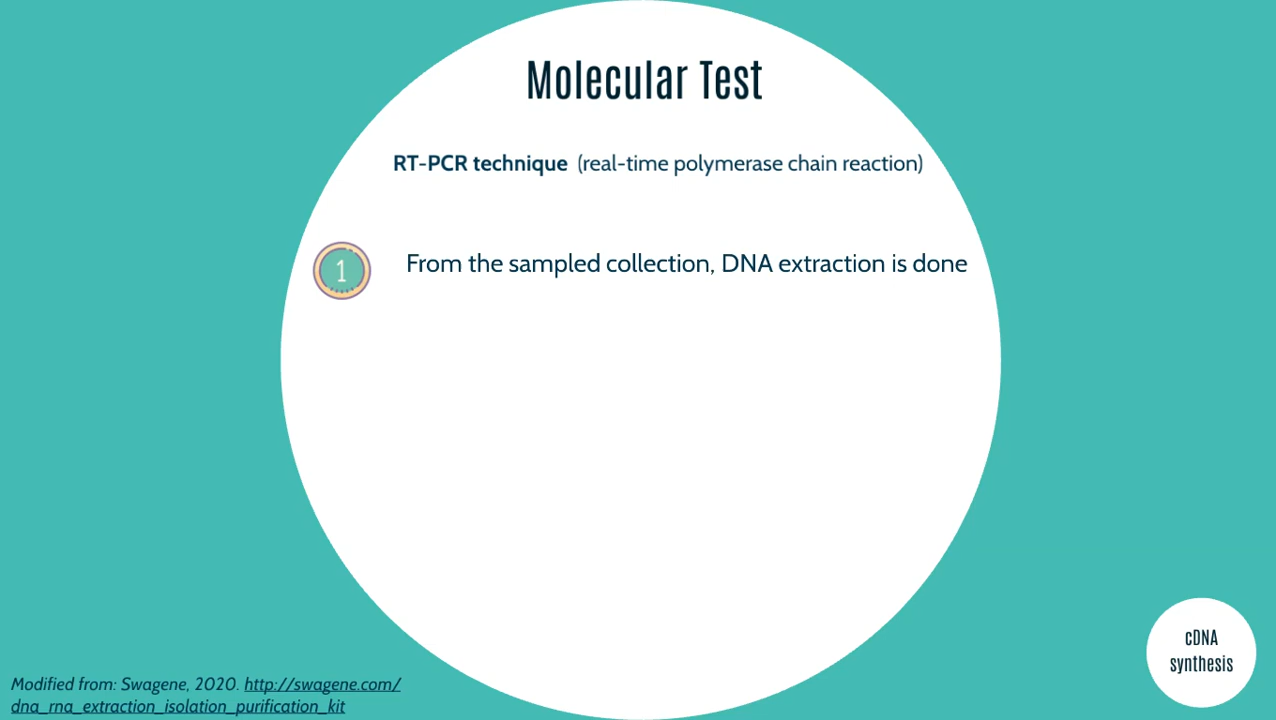 Molecular Test
RT-PCR technique (real-time polymerase chain reaction)
1
From the sampled collection, DNA extraction is done
cDNA
synthesis
Modified from: Swagene, 2020. http://swagene.com/
dna_rna_extraction_isolation_purification_kit